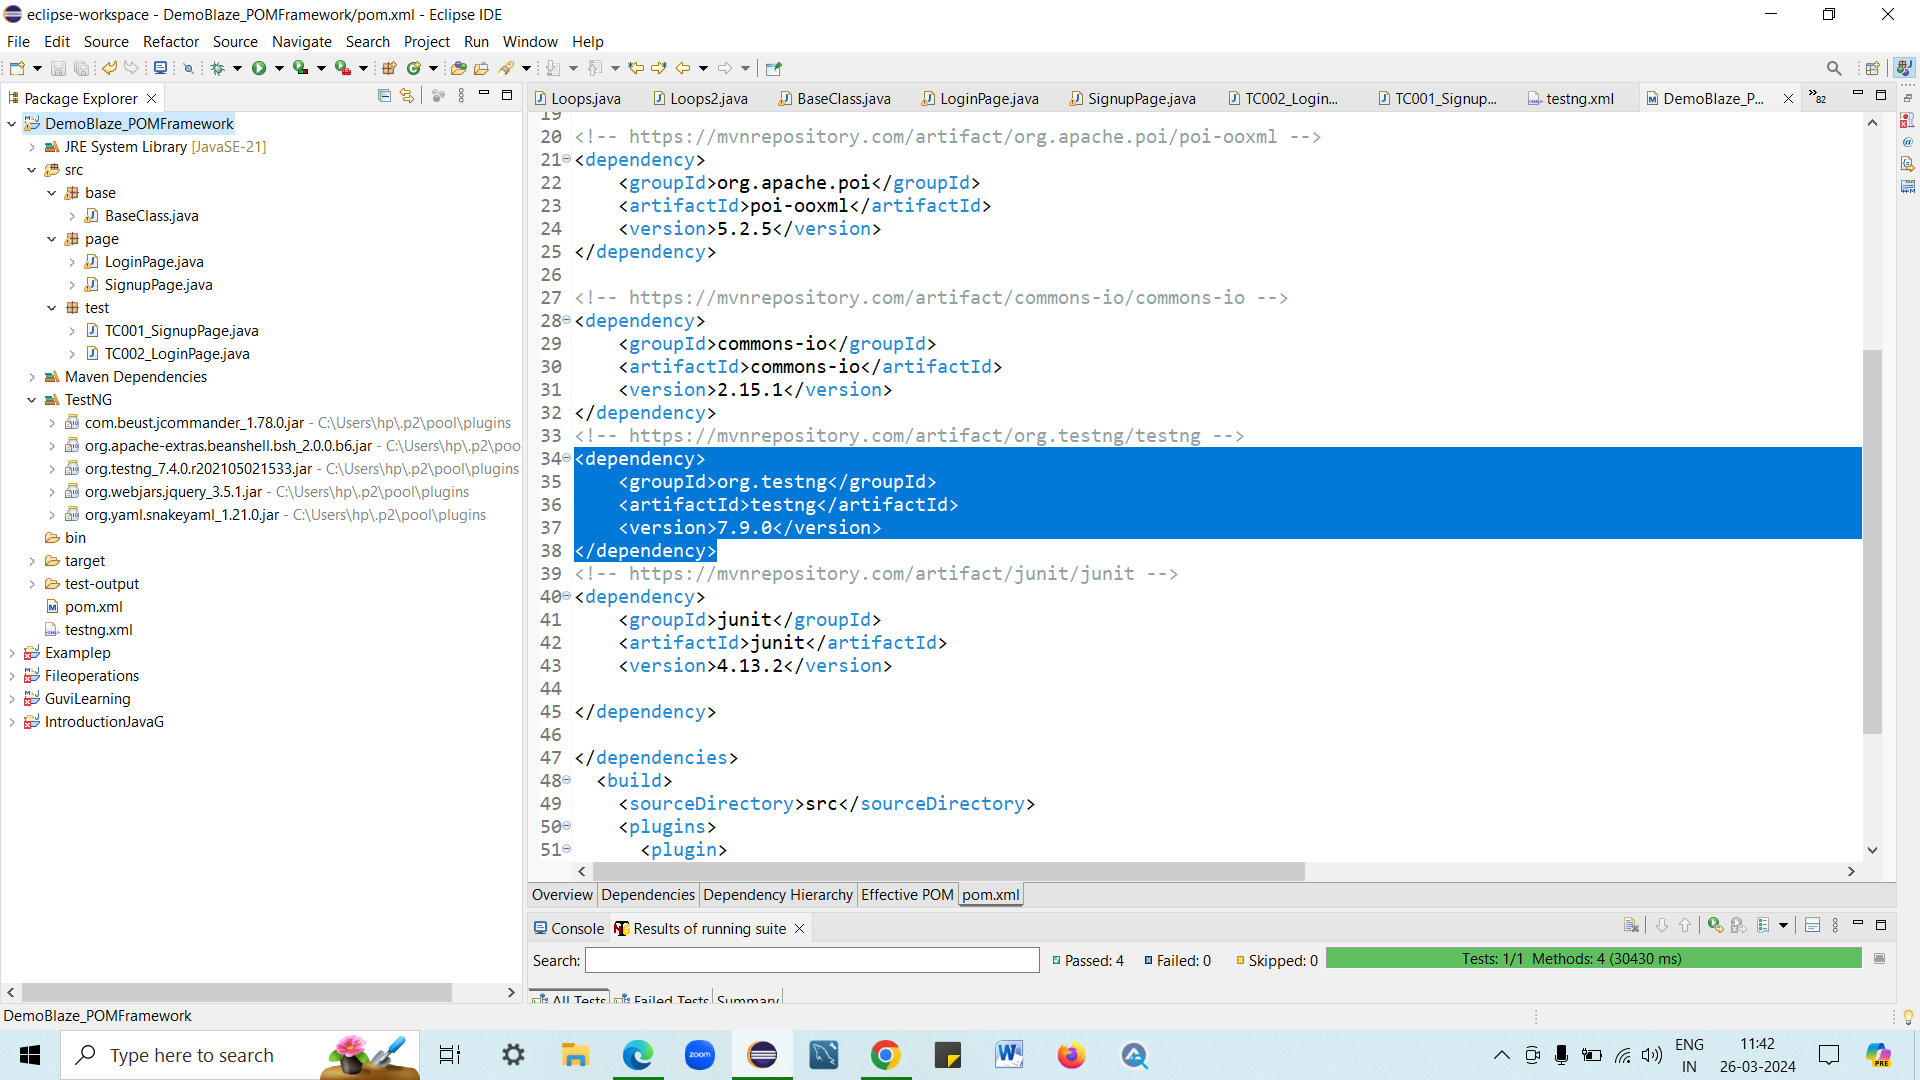 eclipse-workspace - DemoBlaze_POMFramework/pom.xml - Eclipse IDE
File Edit Source Refactor Source Navigate Search Project Run Window Help
Package Explorer
DemoBlaze_POMFramework
JRE System Library [JavaSE-21]
src
base
BaseClass.java
page
LoginPage.java
SignupPage.java
test
TC001_SignupPage.java
TC002_LoginPage.java
Maven Dependencies
TestNG
com.beust.jcommander_1.78.0.jar - C:\Users\hp\.p2\pool\plugins
org.apache-extras.beanshell.bsh_2.0.0.b6.jar - C:\Users\hp\.p2\poo
org.testng_7.4.0.r202105021533.jar - C:\Users\hp\.p2\pool\plugins
org.webjars.jquery_3.5.1.jar - C:\Users\hp\.p2\pool\plugins
org.yaml.snakeyaml_1.21.0.jar - C:\Users\hp\.p2\pool\plugins
bin
target
test-output
pom.xml
testng.xml
Examplep
Fileoperations
GuviLearning
IntroductionJavaG
Loops.java Loops2.java BaseClass.java LoginPage.java SignupPage.java TC002_Login... TC001_Signup... testng.xml DemoBlaze_P... 82
19
20 <!-- https://mvnrepository.com/artifact/org.apache.poi/poi-ooxml -->
21 <dependency>
22 <groupId>org.apache.poi</groupId>
23 <artifactId>poi-ooxml</artifactId>
24 <version>5.2.5</version>
25 </dependency>
26
27 <!-- https://mvnrepository.com/artifact/commons-io/commons-io -->
28 <dependency>
29 <groupId>commons-io</groupId>
30 <artifactId>commons-io</artifactId>
31 <version>2.15.1</version>
32 </dependency>
33 <!-- https://mvnrepository.com/artifact/org.testng/testng -->
34 <dependency>
35 <groupId>org.testng</groupId>
36 <artifactId>testng</artifactId>
37 <version>7.9.0</version>
38 </dependency>
39 <!-- https://mvnrepository.com/artifact/junit/junit -->
40 <dependency>
41 <groupId>junit</groupId>
42 <artifactId>junit</artifactId>
43 <version>4.13.2</version>
44
45 </dependency>
46
47 </dependencies>
48 <build>
49 <sourceDirectory>src</sourceDirectory>
50 <plugins>
51 <plugin>
Overview Dependencies Dependency Hierarchy Effective POM pom.xml
Console Results of running suite
Search: Passed: 4 Failed: 0 Skipped: 0 Tests: 1/1 Methods: 4 (30430 ms)
All Tests Failed Tests Summary
DemoBlaze_POMFramework
Type here to search
zoom
ENG
IN
11:42
26-03-2024
PRE